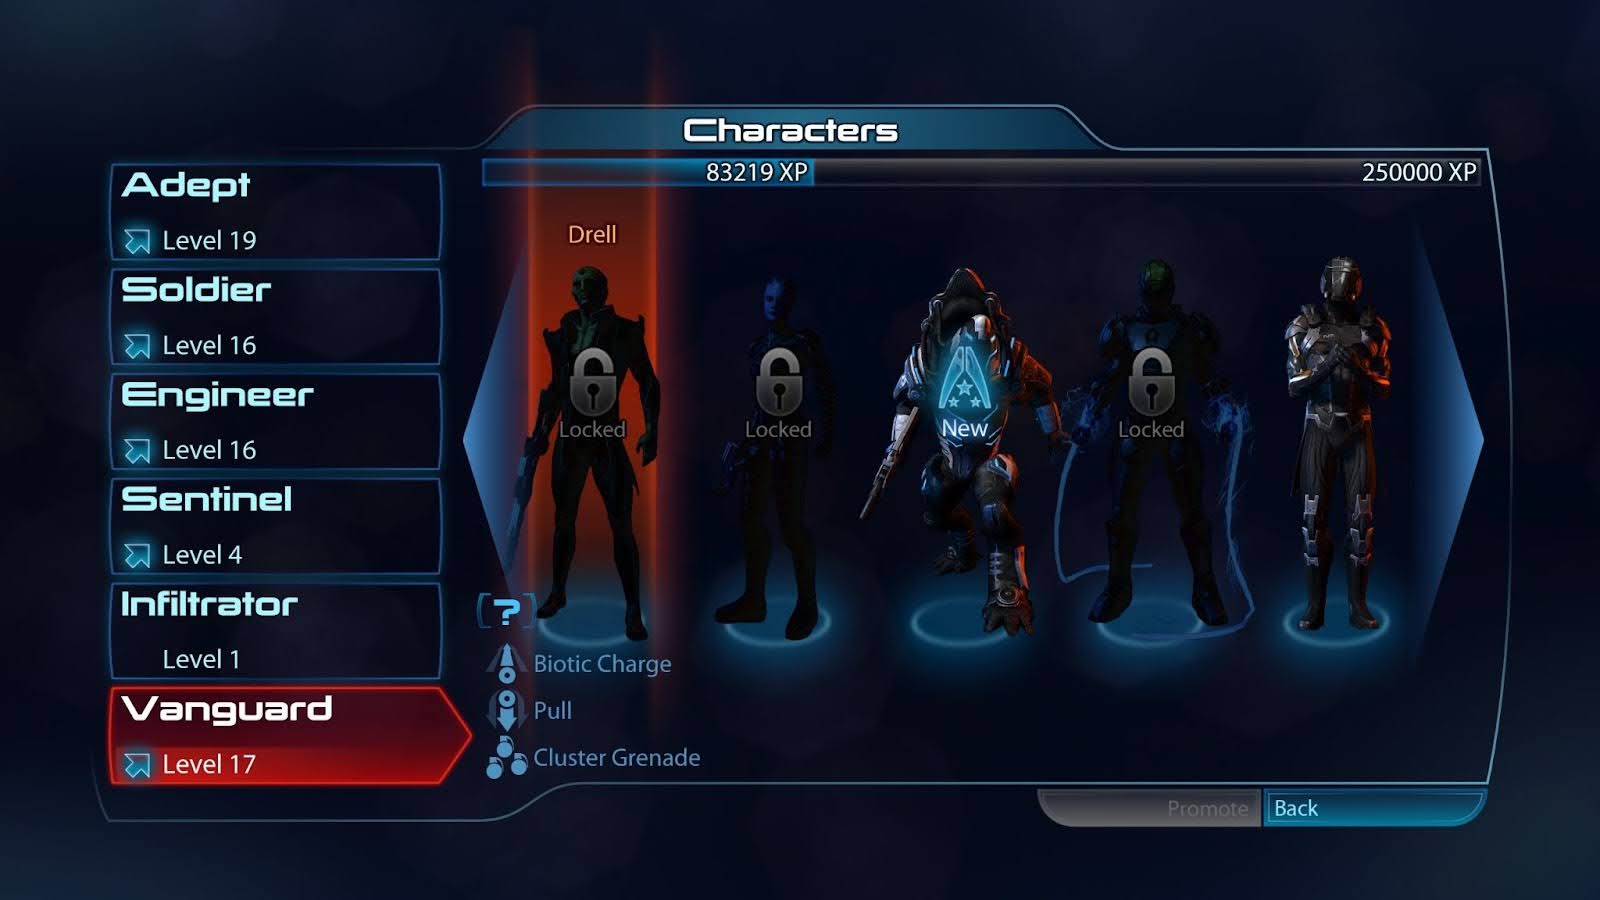 Characters
83219 XP
250000 XP
Adept
Level 19
Soldier
Level 16
Engineer
Level 16
Sentinel
Level 4
Infiltrator
Level 1
Vanguard
Level 17
Drell
Locked
Locked
New
Locked
[?]
Biotic Charge
Pull
Cluster Grenade
Promote
Back